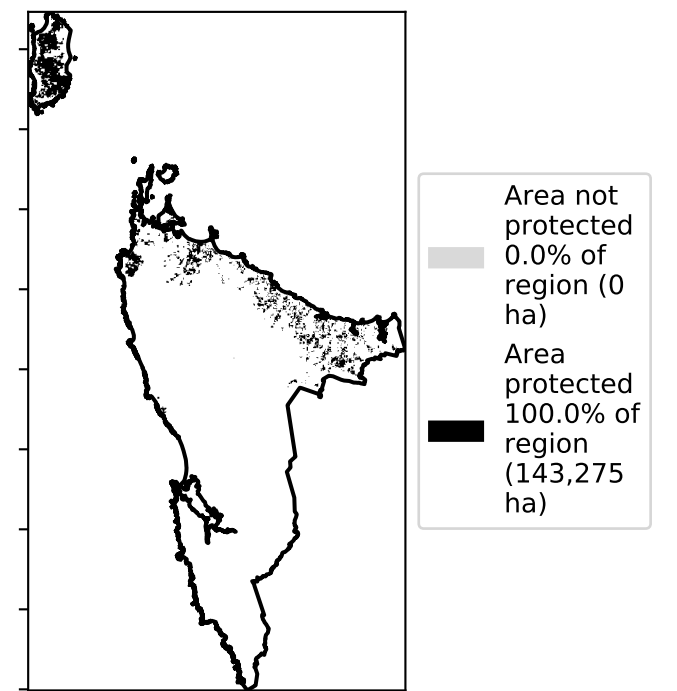 Area not
protected
0.0% of
region (0
ha)
Area
protected
100.0% of
region
(143,275
ha)